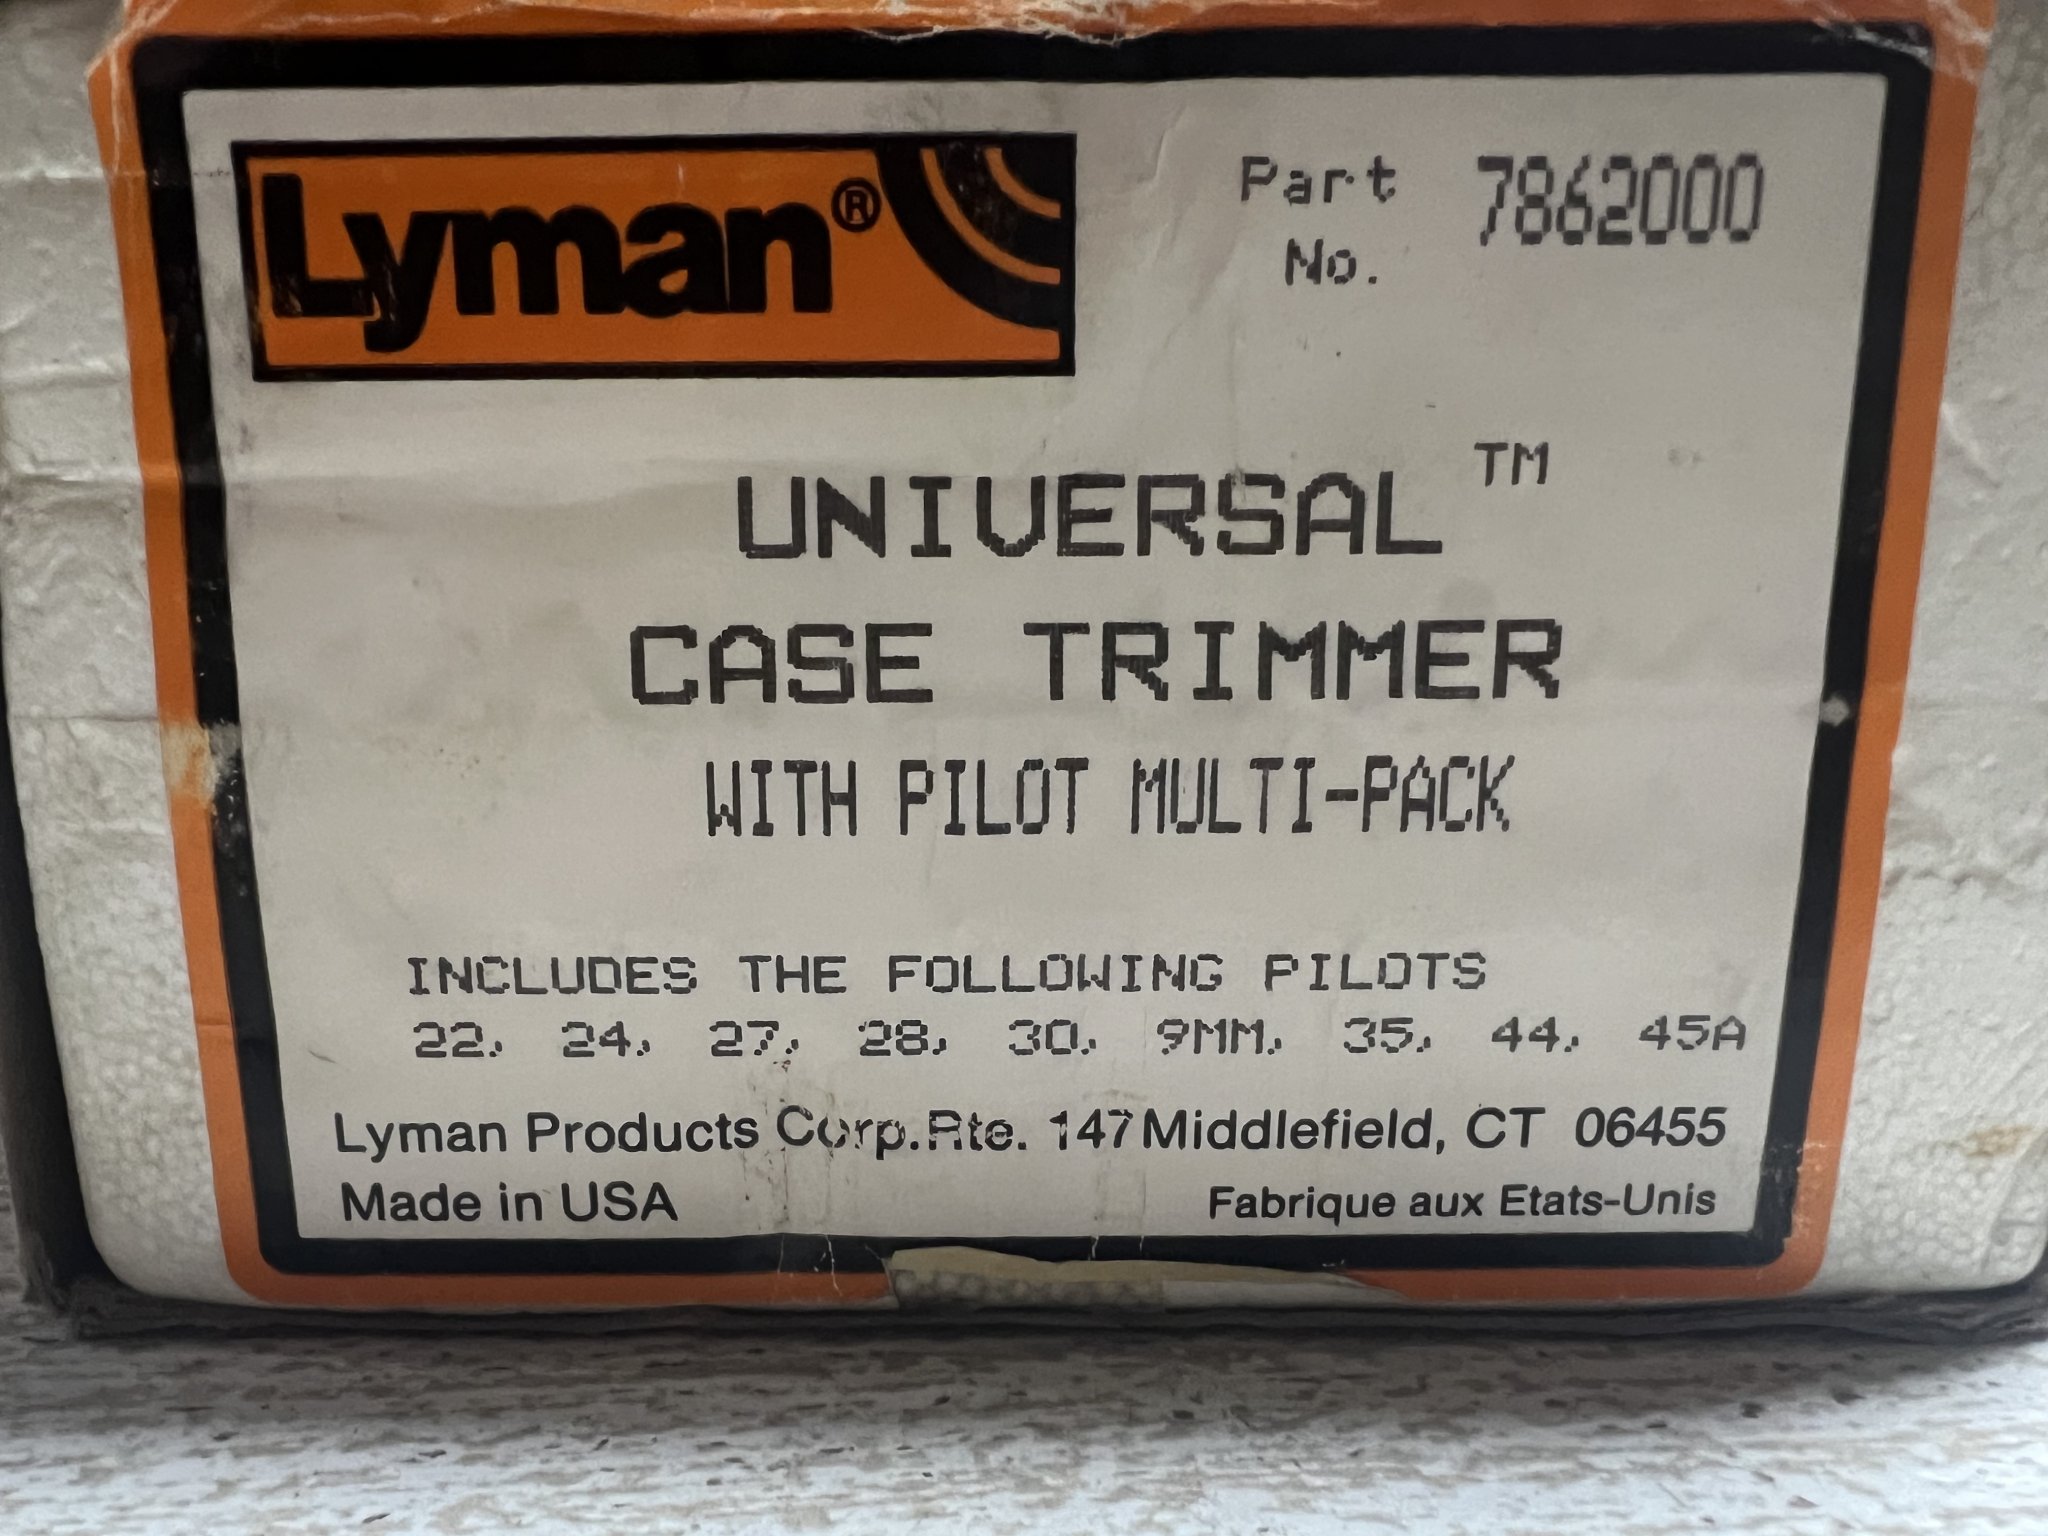 Lyman®
Part No. 7862000
UNIVERSAL™
CASE TRIMMER
WITH PILOT MULTI-PACK
INCLUDES THE FOLLOWING PILOTS
22, 24, 27, 28, 30, 9MM, 35, 44, 45A
Lyman Products Corp. Rte. 147 Middlefield, CT 06455
Made in USA Fabrique aux Etats-Unis